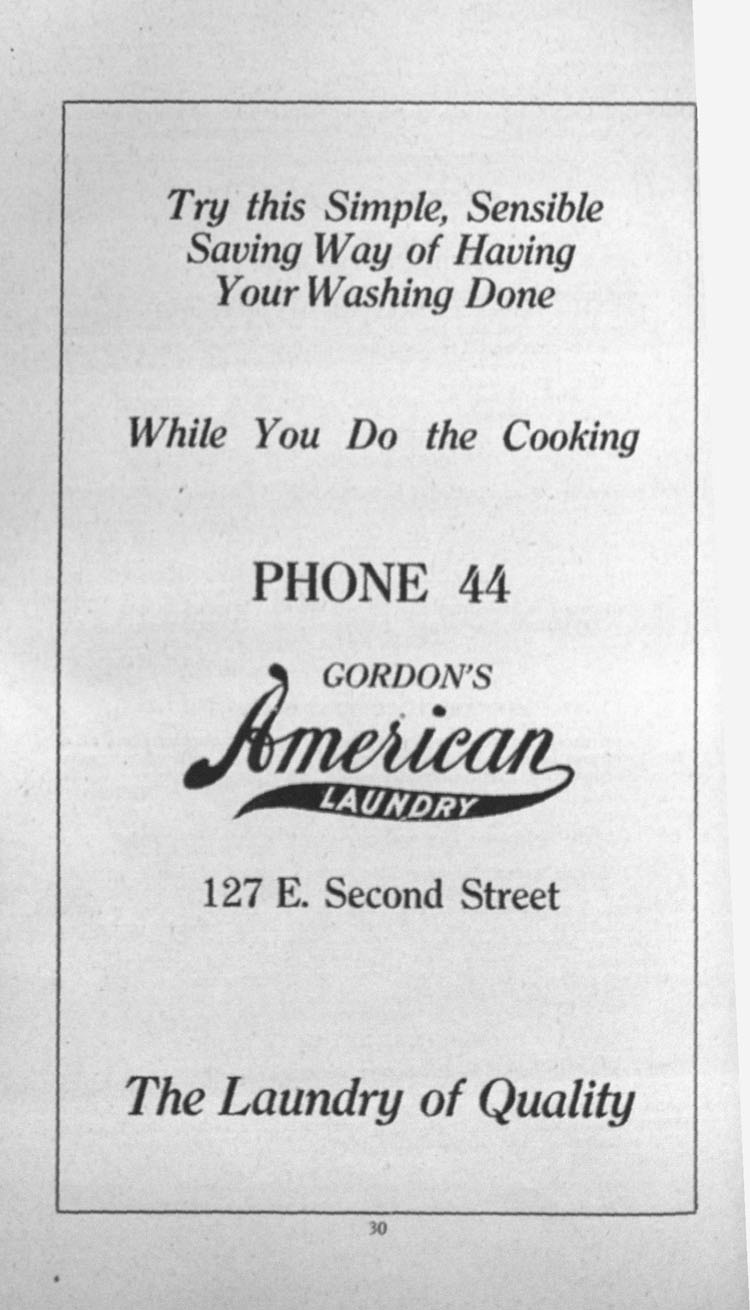 Try this Simple, Sensible
Saving Way of Having
Your Washing Done
While You Do the Cooking
PHONE 44
GORDON'S
American
LAUNDRY
127 E. Second Street
The Laundry of Quality
30